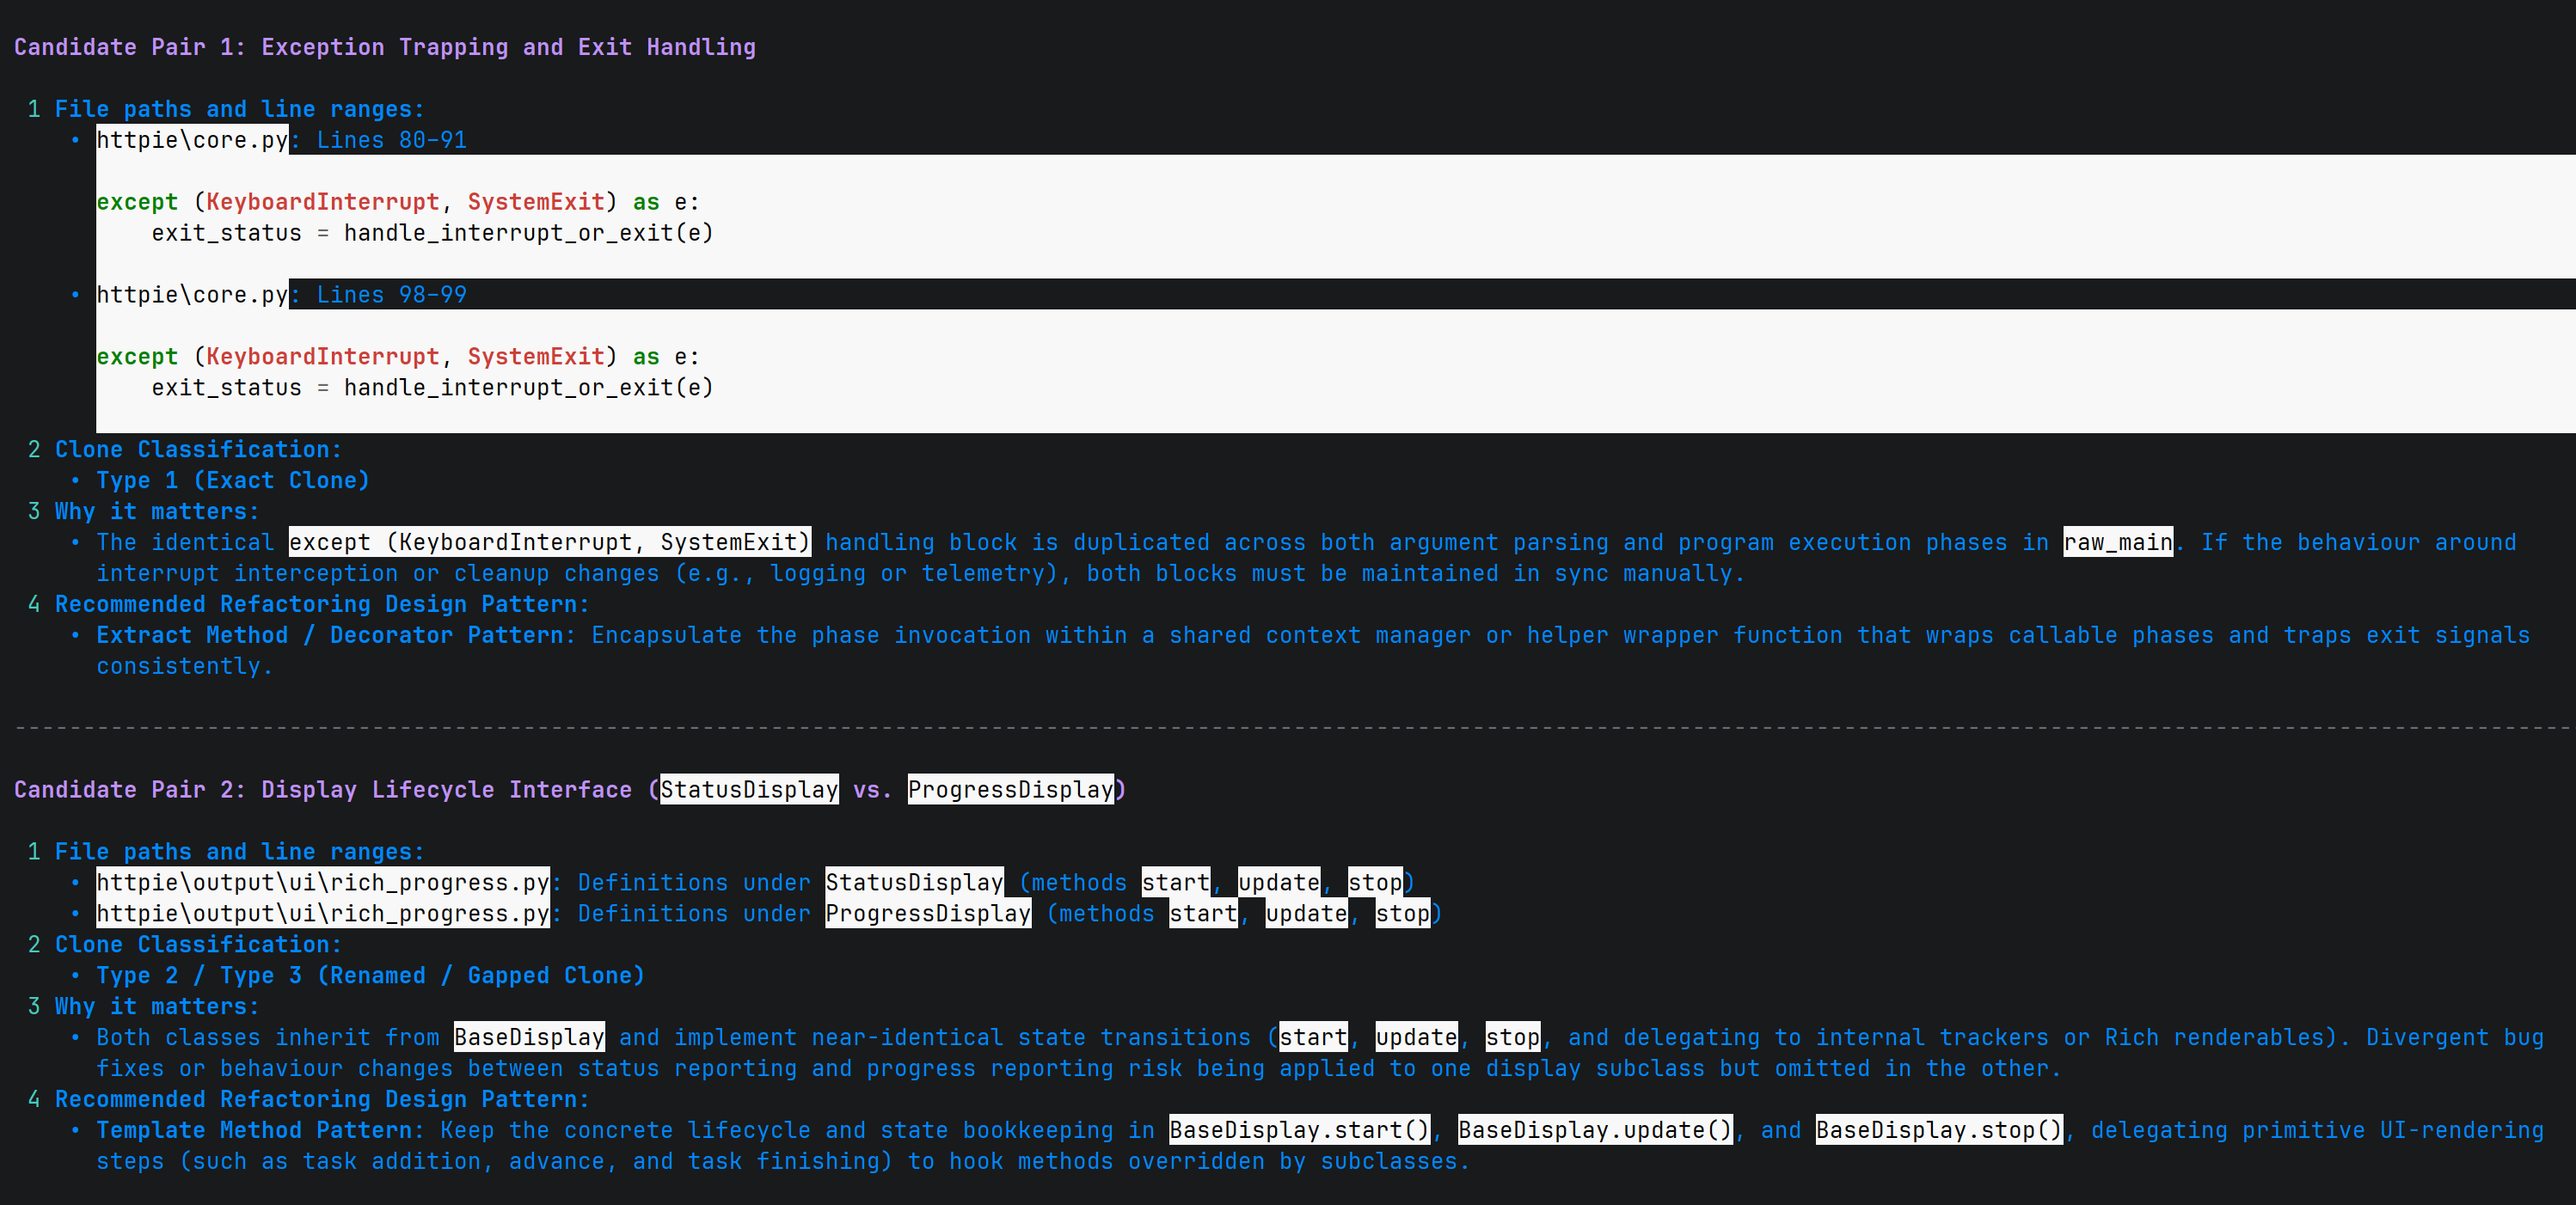 Candidate Pair 1: Exception Trapping and Exit Handling
1 File paths and line ranges:
• httpie\core.py: Lines 80–91
except (KeyboardInterrupt, SystemExit) as e:
    exit_status = handle_interrupt_or_exit(e)
• httpie\core.py: Lines 98–99
except (KeyboardInterrupt, SystemExit) as e:
    exit_status = handle_interrupt_or_exit(e)
2 Clone Classification:
• Type 1 (Exact Clone)
3 Why it matters:
• The identical except (KeyboardInterrupt, SystemExit) handling block is duplicated across both argument parsing and program execution phases in raw_main. If the behaviour around
interrupt interception or cleanup changes (e.g., logging or telemetry), both blocks must be maintained in sync manually.
4 Recommended Refactoring Design Pattern:
• Extract Method / Decorator Pattern: Encapsulate the phase invocation within a shared context manager or helper wrapper function that wraps callable phases and traps exit signals
consistently.
Candidate Pair 2: Display Lifecycle Interface (StatusDisplay vs. ProgressDisplay)
1 File paths and line ranges:
• httpie\output\ui\rich_progress.py: Definitions under StatusDisplay (methods start, update, stop)
• httpie\output\ui\rich_progress.py: Definitions under ProgressDisplay (methods start, update, stop)
2 Clone Classification:
• Type 2 / Type 3 (Renamed / Gapped Clone)
3 Why it matters:
• Both classes inherit from BaseDisplay and implement near-identical state transitions (start, update, stop, and delegating to internal trackers or Rich renderables). Divergent bug
fixes or behaviour changes between status reporting and progress reporting risk being applied to one display subclass but omitted in the other.
4 Recommended Refactoring Design Pattern:
• Template Method Pattern: Keep the concrete lifecycle and state bookkeeping in BaseDisplay.start(), BaseDisplay.update(), and BaseDisplay.stop(), delegating primitive UI-rendering
steps (such as task addition, advance, and task finishing) to hook methods overridden by subclasses.